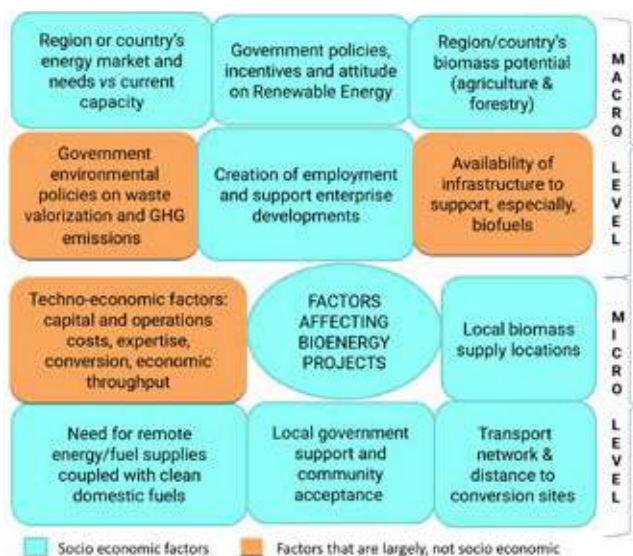 Region or country's
energy market and
needs vs current
capacity
Government policies,
incentives and attitude
on Renewable Energy
Region/country's
biomass potential
(agriculture &
forestry)
Government
environmental
policies on waste
valorization and GHG
emissions
Creation of employment
and support enterprise
developments
Availability of
infrastructure to
support, especially,
biofuels
MACRO LEVEL
Techno-economic factors:
capital and operations
costs, expertise,
conversion, economic
throughput
FACTORS
AFFECTING
BIOENERGY
PROJECTS
Local biomass
supply locations
Need for remote
energy/fuel supplies
coupled with clean
domestic fuels
Local government
support and
community
acceptance
Transport
network &
distance to
conversion sites
MICRO LEVEL
Socio economic factors
Factors that are largely, not socio economic